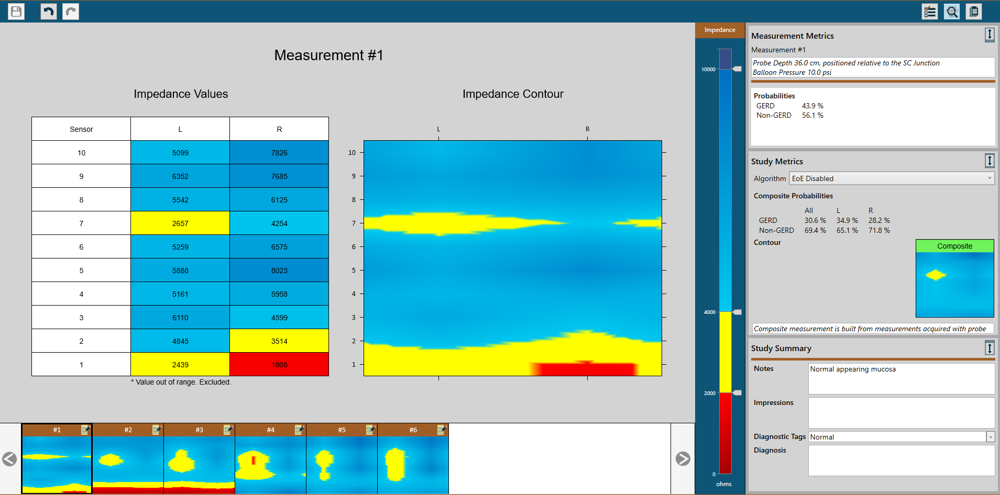 Measurement #1
Impedance Values
Sensor L R
10 5099 7826
9 6352 7685
8 5542 6125
7 2657 4254
6 5259 6575
5 5888 8023
4 5161 5958
3 6110 4599
2 4845 3514
1 2439 1805
* Value out of range. Excluded.
Impedance Contour
L R
10
9
8
7
6
5
4
3
2
1
Impedance
10000
4000
2000
0
ohms
Measurement Metrics
Measurement #1
Probe Depth 36.0 cm, positioned relative to the SC Junction
Balloon Pressure 10.0 psi
Probabilities
GERD 43.9 %
Non-GERD 56.1 %
Study Metrics
Algorithm EoE Disabled
Composite Probabilities
All L R
GERD 30.6 % 34.9 % 28.2 %
Non-GERD 69.4 % 65.1 % 71.8 %
Contour
Composite
Composite measurement is built from measurements acquired with probe
Study Summary
Notes Normal appearing mucosa
Impressions
Diagnostic Tags Normal
Diagnosis
#1 #2 #3 #4 #5 #6